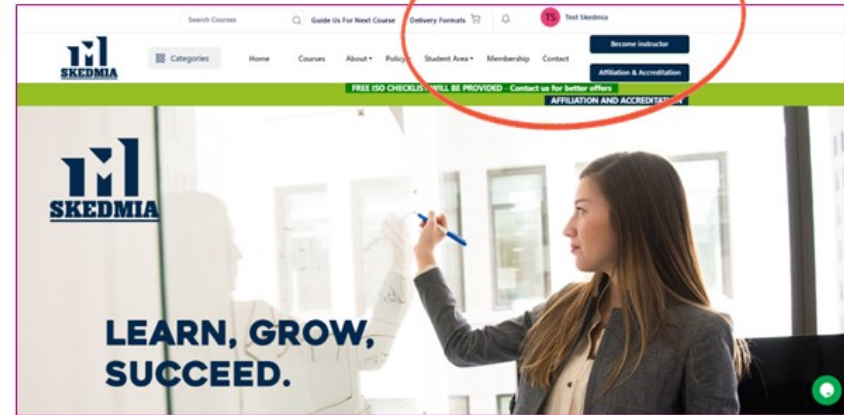 Search Courses Guide Us For Next Course Delivery Formats TS Test Skedmia
Become instructor
SKEDMIA Categories Home Courses About Policy Student Area Membership Contact
Affiliation & Accreditation
FREE ISO CHECKLIST WILL BE PROVIDED - Contact us for better offers
AFFILIATION AND ACCREDITATION
SKEDMIA
LEARN, GROW,
SUCCEED.